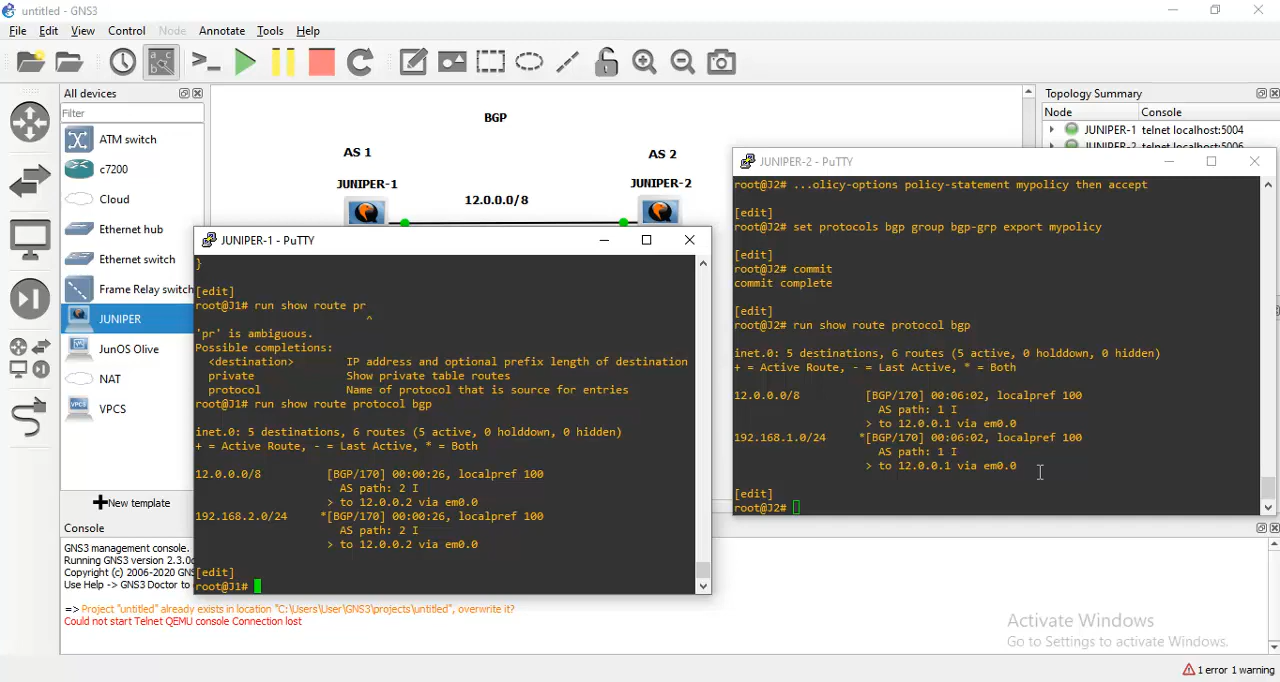 untitled - GNS3
File Edit View Control Node Annotate Tools Help
All devices
Filter
ATM switch
c7200
Cloud
Ethernet hub
Ethernet switch
Frame Relay switch
JUNIPER
JunOS Olive
NAT
VPCS
New template
BGP
AS 1
AS 2
JUNIPER-1
12.0.0.0/8
JUNIPER-2
Topology Summary
Node Console
JUNIPER-1 telnet localhost:5004
JUNIPER-2 telnet localhost:5006
JUNIPER-1 - PuTTY
}
[edit]
root@J1# run show route pr
^
'pr' is ambiguous.
Possible completions:
<destination> IP address and optional prefix length of destination
private Show private table routes
protocol Name of protocol that is source for entries
root@J1# run show route protocol bgp
inet.0: 5 destinations, 6 routes (5 active, 0 holddown, 0 hidden)
+ = Active Route, - = Last Active, * = Both
12.0.0.0/8 [BGP/170] 00:00:26, localpref 100
AS path: 2 I
> to 12.0.0.2 via em0.0
192.168.2.0/24 *[BGP/170] 00:00:26, localpref 100
AS path: 2 I
> to 12.0.0.2 via em0.0
[edit]
root@J1#
JUNIPER-2 - PuTTY
root@J2# ...olicy-options policy-statement mypolicy then accept
[edit]
root@J2# set protocols bgp group bgp-grp export mypolicy
[edit]
root@J2# commit
commit complete
[edit]
root@J2# run show route protocol bgp
inet.0: 5 destinations, 6 routes (5 active, 0 holddown, 0 hidden)
+ = Active Route, - = Last Active, * = Both
12.0.0.0/8 [BGP/170] 00:06:02, localpref 100
AS path: 1 I
> to 12.0.0.1 via em0.0
192.168.1.0/24 *[BGP/170] 00:06:02, localpref 100
AS path: 1 I
> to 12.0.0.1 via em0.0
[edit]
root@J2#
Console
GNS3 management console.
Running GNS3 version 2.3.0
Copyright (c) 2006-2020 GNS
Use Help -> GNS3 Doctor to
=> Project "untitled" already exists in location "C:\Users\User\GNS3\projects\untitled", overwrite it?
Could not start Telnet QEMU console Connection lost
Activate Windows
Go to Settings to activate Windows.
1 error 1 warning